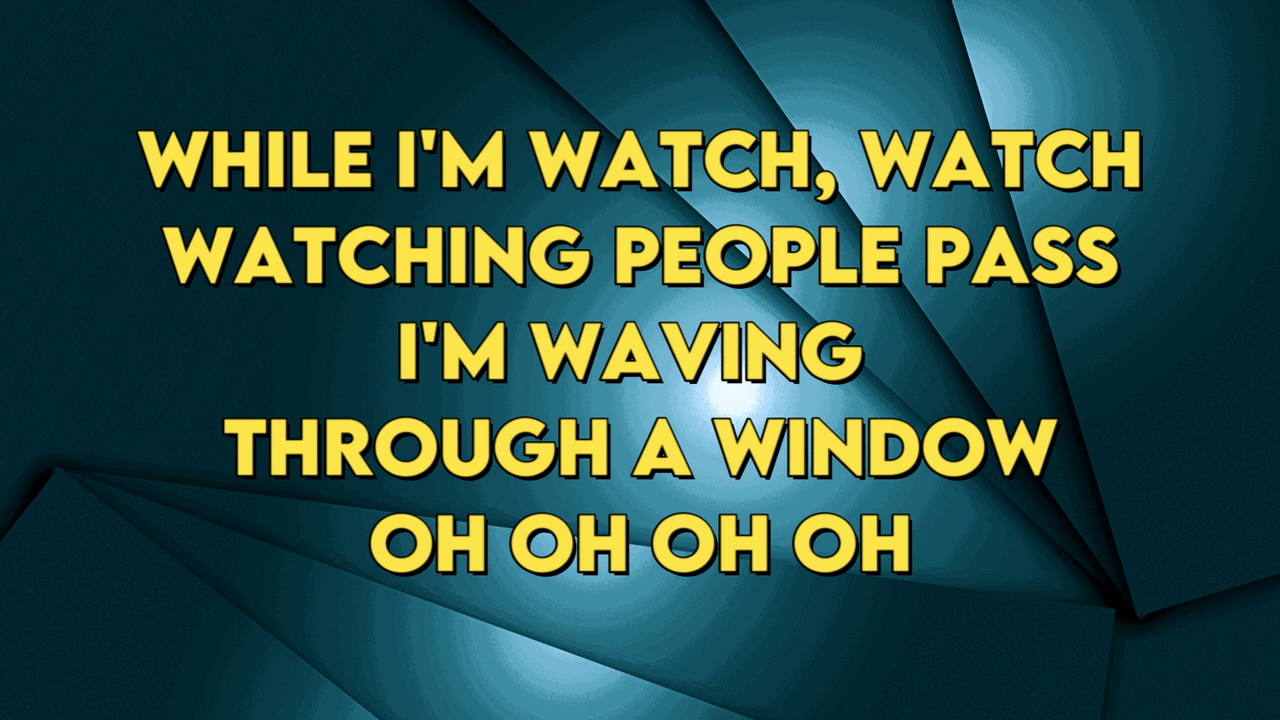 WHILE I'M WATCH, WATCH
WATCHING PEOPLE PASS
I'M WAVING
THROUGH A WINDOW
OH OH OH OH